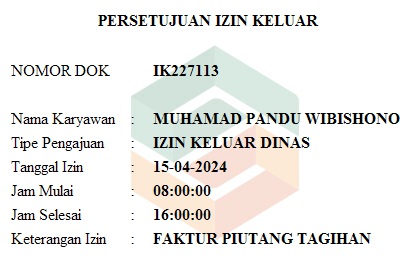 PERSETUJUAN IZIN KELUAR
NOMOR DOK IK227113
Nama Karyawan : MUHAMAD PANDU WIBISHONO
Tipe Pengajuan : IZIN KELUAR DINAS
Tanggal Izin : 15-04-2024
Jam Mulai : 08:00:00
Jam Selesai : 16:00:00
Keterangan Izin : FAKTUR PIUTANG TAGIHAN